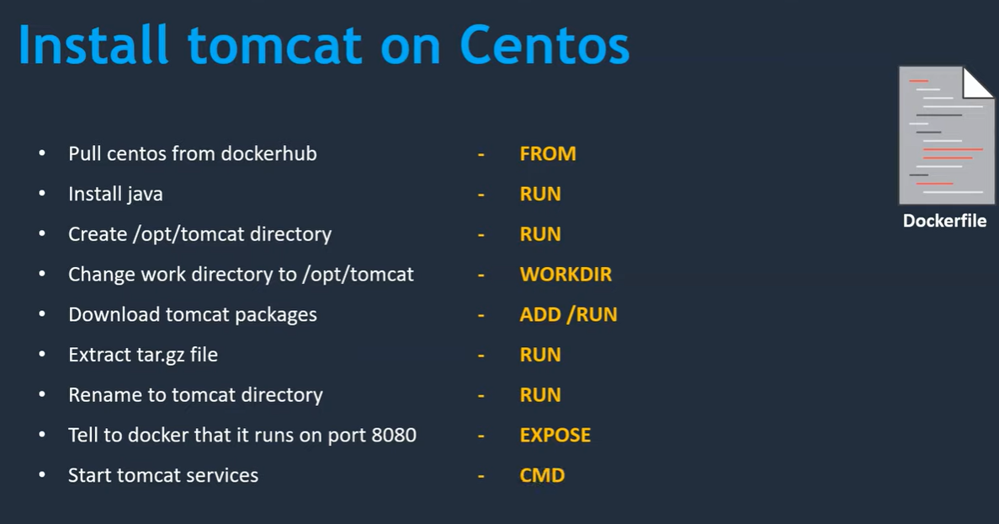 Install tomcat on Centos
• Pull centos from dockerhub - FROM
• Install java - RUN
• Create /opt/tomcat directory - RUN
• Change work directory to /opt/tomcat - WORKDIR
• Download tomcat packages - ADD /RUN
• Extract tar.gz file - RUN
• Rename to tomcat directory - RUN
• Tell to docker that it runs on port 8080 - EXPOSE
• Start tomcat services - CMD
Dockerfile